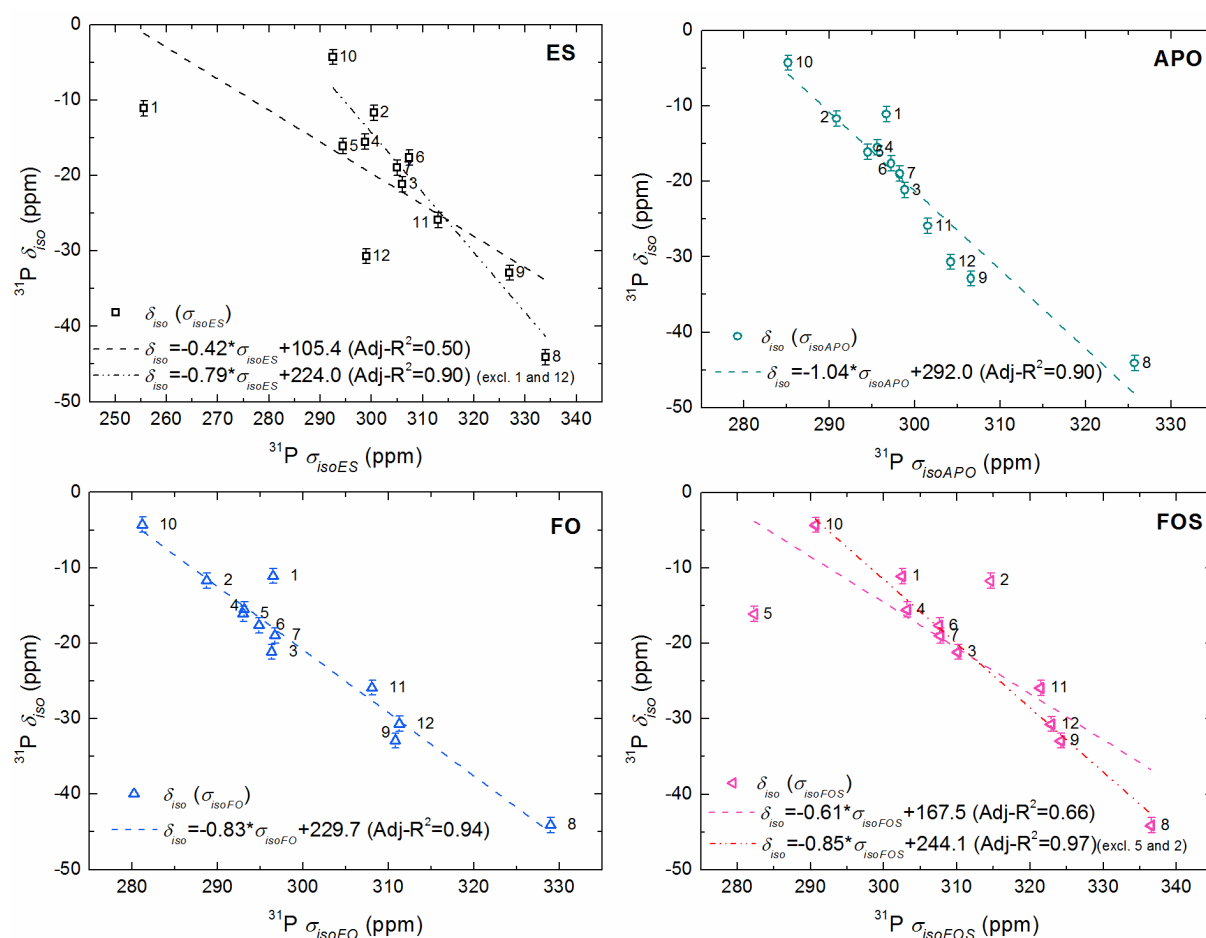 ES
0
-10
-20
-30
-40
-50
³¹P δiso (ppm)
10
1
2
5
4
6
7
3
11
12
9
8
δiso (σisoES)
δiso=-0.42*σisoES+105.4 (Adj-R²=0.50)
δiso=-0.79*σisoES+224.0 (Adj-R²=0.90) (excl. 1 and 12)
250 260 270 280 290 300 310 320 330 340
³¹P σisoES (ppm)
APO
0
-10
-20
-30
-40
-50
³¹P δiso (ppm)
10
2
1
5
4
6
7
3
11
12
9
8
δiso (σisoAPO)
δiso=-1.04*σisoAPO+292.0 (Adj-R²=0.90)
280 290 300 310 320 330
³¹P σisoAPO (ppm)
FO
0
-10
-20
-30
-40
-50
³¹P δiso (ppm)
10
2
1
4
5
6
7
3
11
12
9
8
δiso (σisoFO)
δiso=-0.83*σisoFO+229.7 (Adj-R²=0.94)
280 290 300 310 320 330
³¹P σisoFO (ppm)
FOS
0
-10
-20
-30
-40
-50
³¹P δiso (ppm)
10
1
2
5
4
6
7
3
11
12
9
8
δiso (σisoFOS)
δiso=-0.61*σisoFOS+167.5 (Adj-R²=0.66)
δiso=-0.85*σisoFOS+244.1 (Adj-R²=0.97)(excl. 5 and 2)
280 290 300 310 320 330 340
³¹P σisoFOS (ppm)